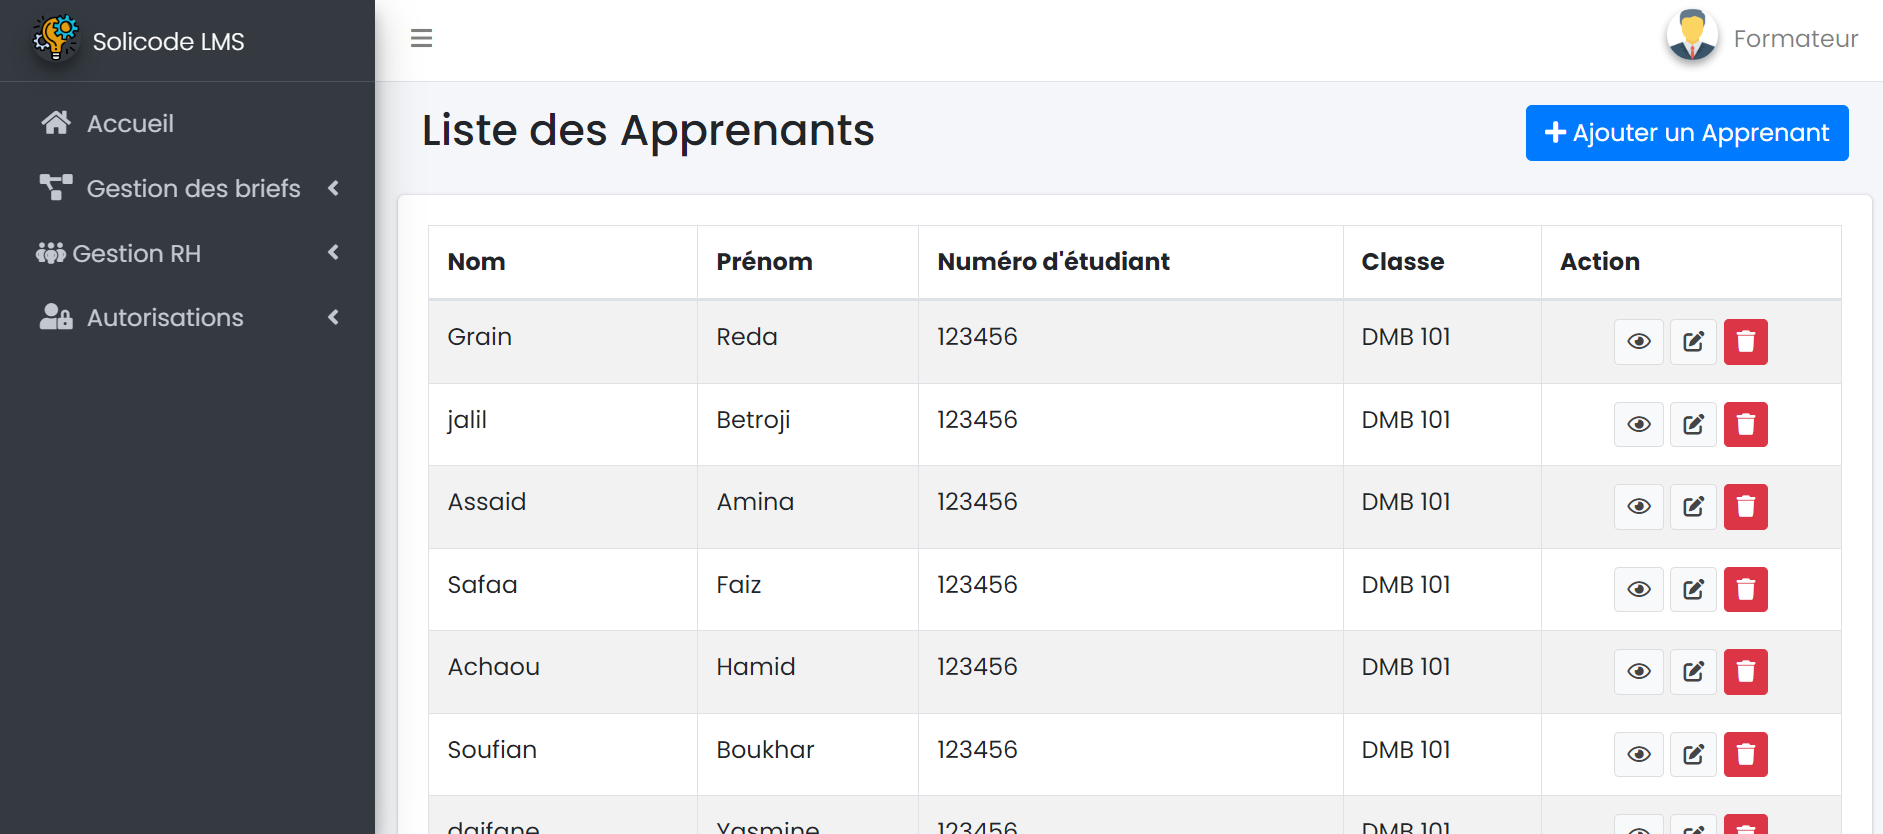 Solicode LMS
Formateur
Accueil
Gestion des briefs
Gestion RH
Autorisations
Liste des Apprenants
Ajouter un Apprenant
Nom Prénom Numéro d'étudiant Classe Action
Grain Reda 123456 DMB 101
jalil Betroji 123456 DMB 101
Assaid Amina 123456 DMB 101
Safaa Faiz 123456 DMB 101
Achaou Hamid 123456 DMB 101
Soufian Boukhar 123456 DMB 101
daifane Yasmine 123456 DMB 101